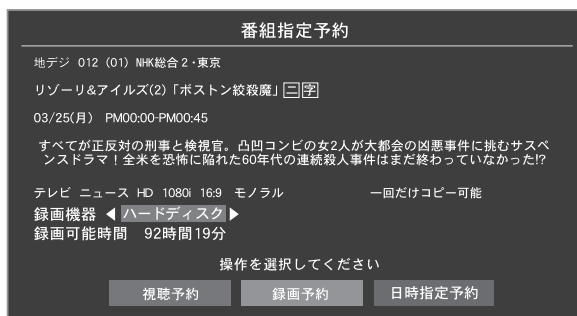 番組指定予約
地デジ 012 (01) NHK総合2・東京
リゾーリ&アイルズ(2)「ボストン絞殺魔」二字
03/25(月) PM00:00-PM00:45
すべてが正反対の刑事と検視官。凸凹コンビの女2人が大都会の凶悪事件に挑むサスペ
ンスドラマ!全米を恐怖に陥れた60年代の連続殺人事件はまだ終わっていなかった!?
テレビ ニュース HD 1080i 16:9 モノラル 一回だけコピー可能
録画機器 ◀ ハードディスク ▶
録画可能時間 92時間19分
操作を選択してください
視聴予約 録画予約 日時指定予約